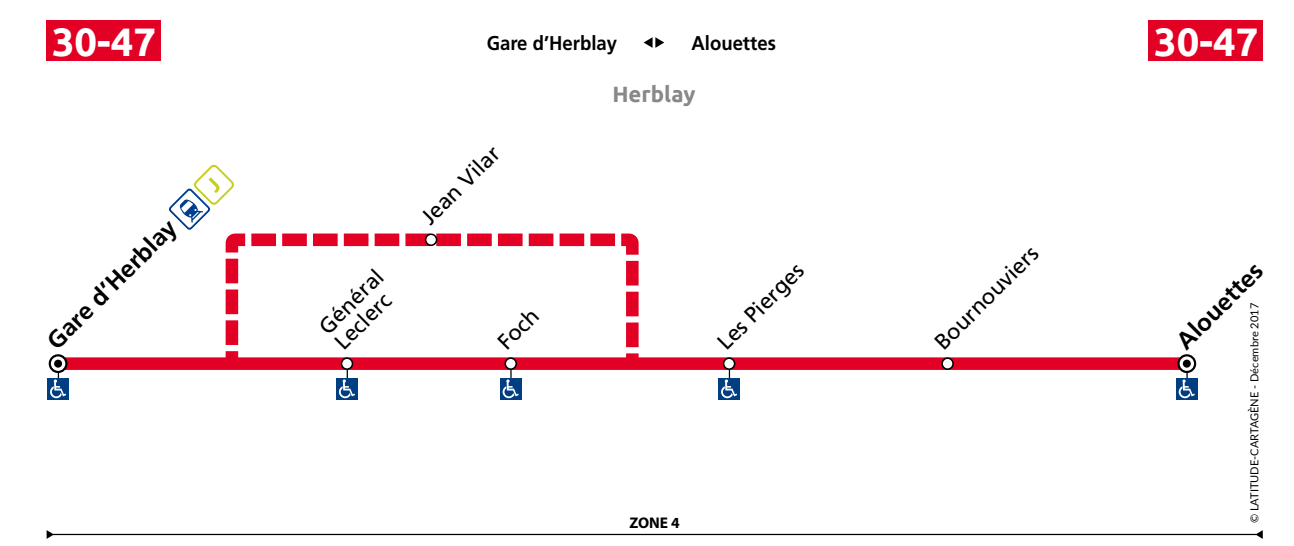 30-47
Gare d’Herblay
Alouettes
30-47
Herblay
Gare d’Herblay
J
Jean Vilar
Général
Leclerc
Foch
Les Pierges
Bournouviers
Alouettes
© LATITUDE-CARTAGÈNE - Décembre 2017
ZONE 4